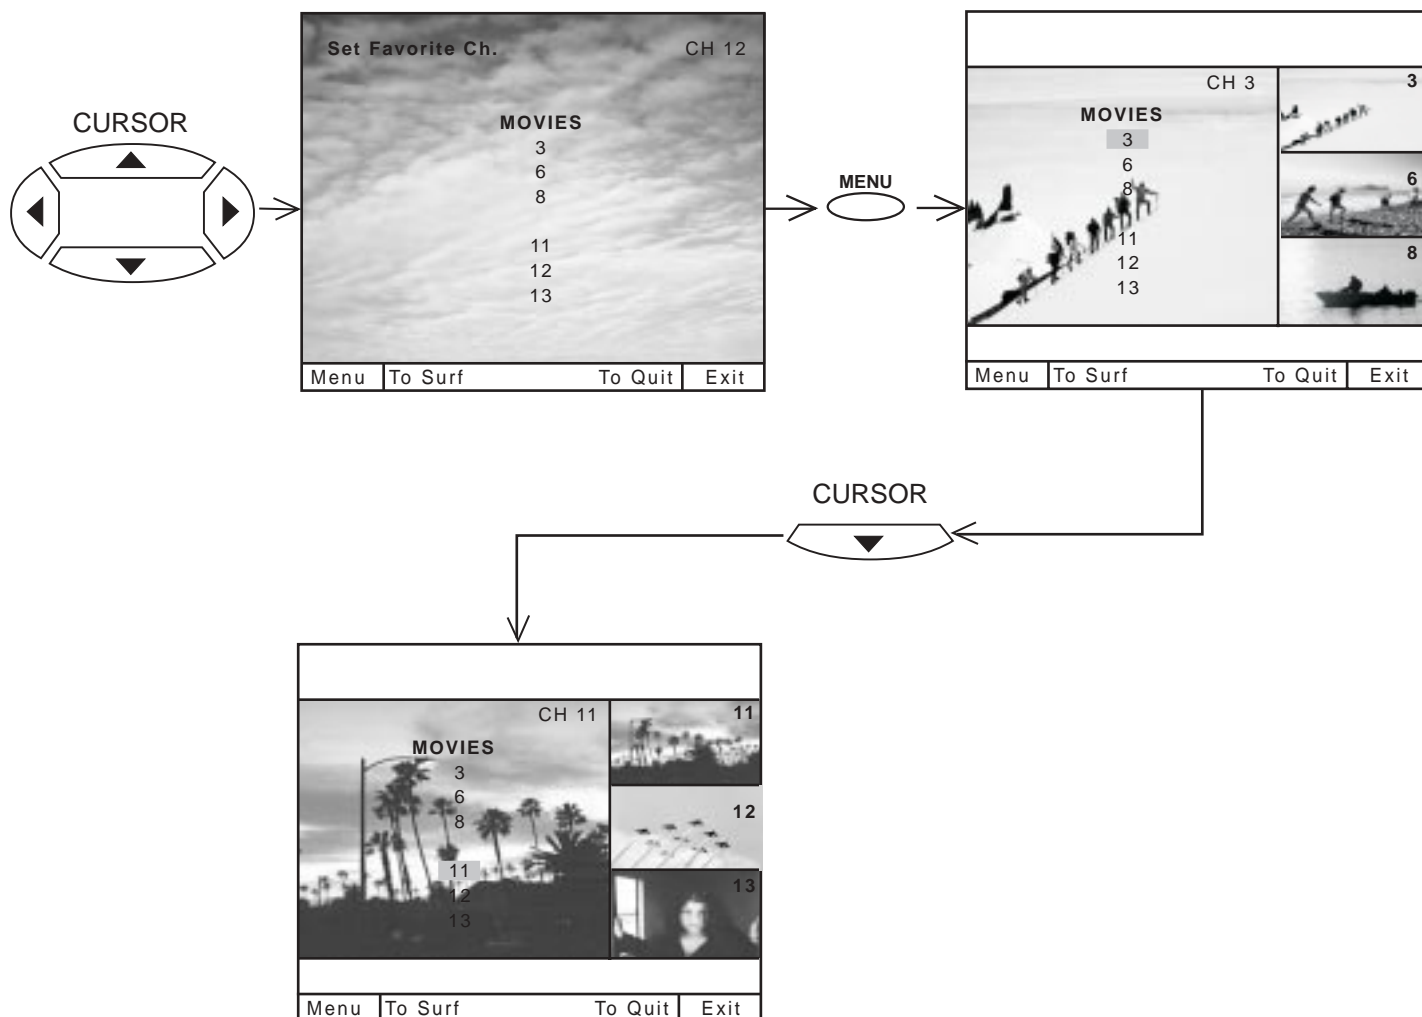 CURSOR
Set Favorite Ch. CH 12
MOVIES
3
6
8
11
12
13
Menu To Surf To Quit Exit
MENU
CH 3
MOVIES
3
6
8
11
12
13
3
6
8
Menu To Surf To Quit Exit
CURSOR
CH 11
MOVIES
3
6
8
11
12
13
11
12
13
Menu To Surf To Quit Exit